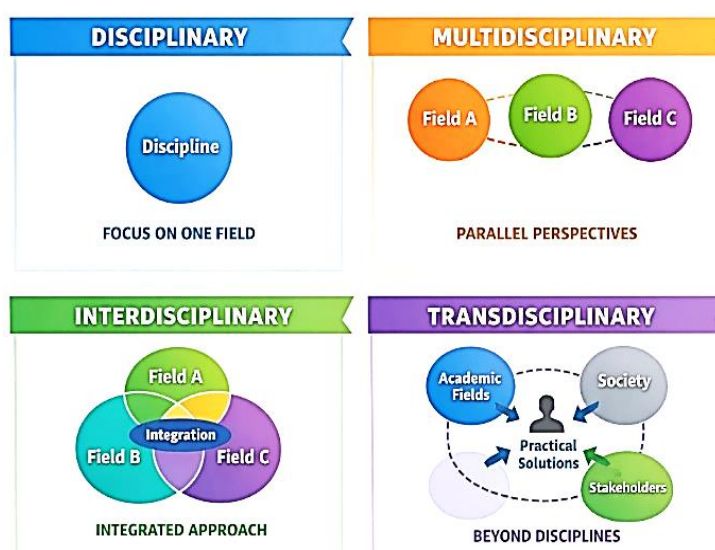 DISCIPLINARY
Discipline
FOCUS ON ONE FIELD
MULTIDISCIPLINARY
Field A
Field B
Field C
PARALLEL PERSPECTIVES
INTERDISCIPLINARY
Field A
Integration
Field B
Field C
INTEGRATED APPROACH
TRANSDISCIPLINARY
Academic
Fields
Society
Practical
Solutions
Stakeholders
BEYOND DISCIPLINES